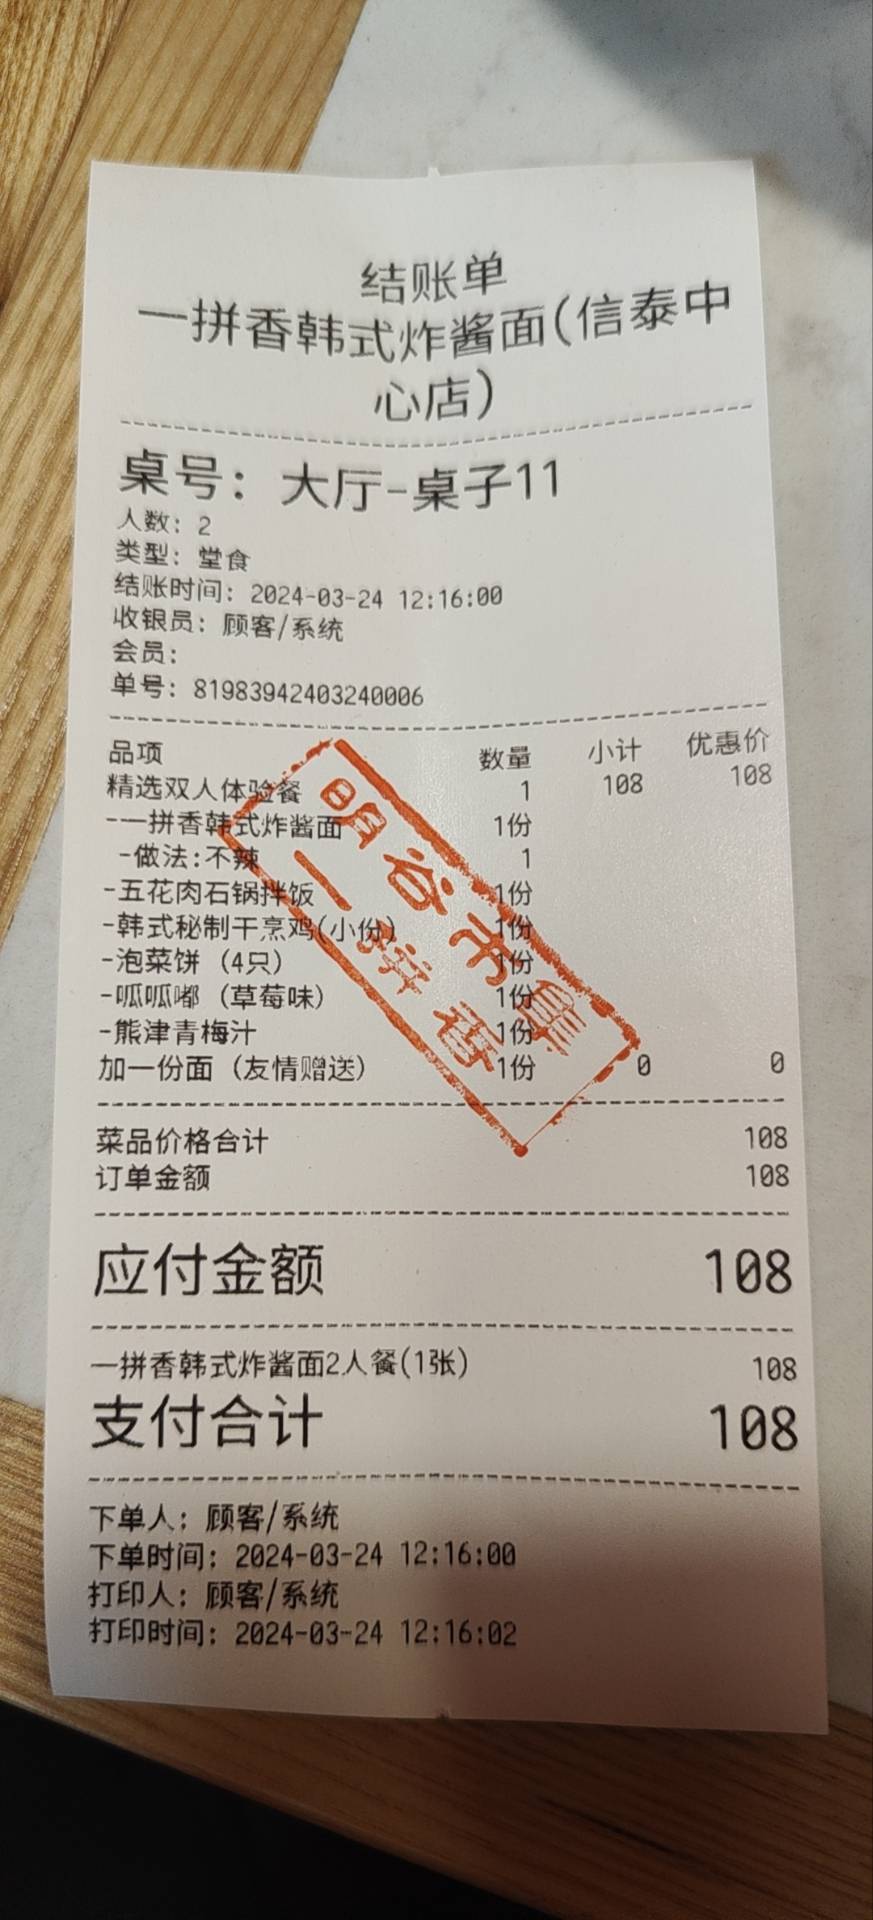 结账单
一拼香韩式炸酱面(信泰中
心店)
桌号: 大厅-桌子11
人数: 2
类型: 堂食
结账时间: 2024-03-24 12:16:00
收银员: 顾客/系统
会员:
单号: 81983942403240006
品项 数量 小计 优惠价
精选双人体验餐 1 108 108
-一拼香韩式炸酱面 1份
-做法:不辣 1
-五花肉石锅拌饭 1份
-韩式秘制干烹鸡(小份) 1份
-泡菜饼 (4只) 1份
-呱呱嘟 (草莓味) 1份
-熊津青梅汁 1份
加一份面 (友情赠送) 1份 0 0
明谷市集
一拼香
菜品价格合计 108
订单金额 108
应付金额 108
一拼香韩式炸酱面2人餐(1张) 108
支付合计 108
下单人: 顾客/系统
下单时间: 2024-03-24 12:16:00
打印人: 顾客/系统
打印时间: 2024-03-24 12:16:02